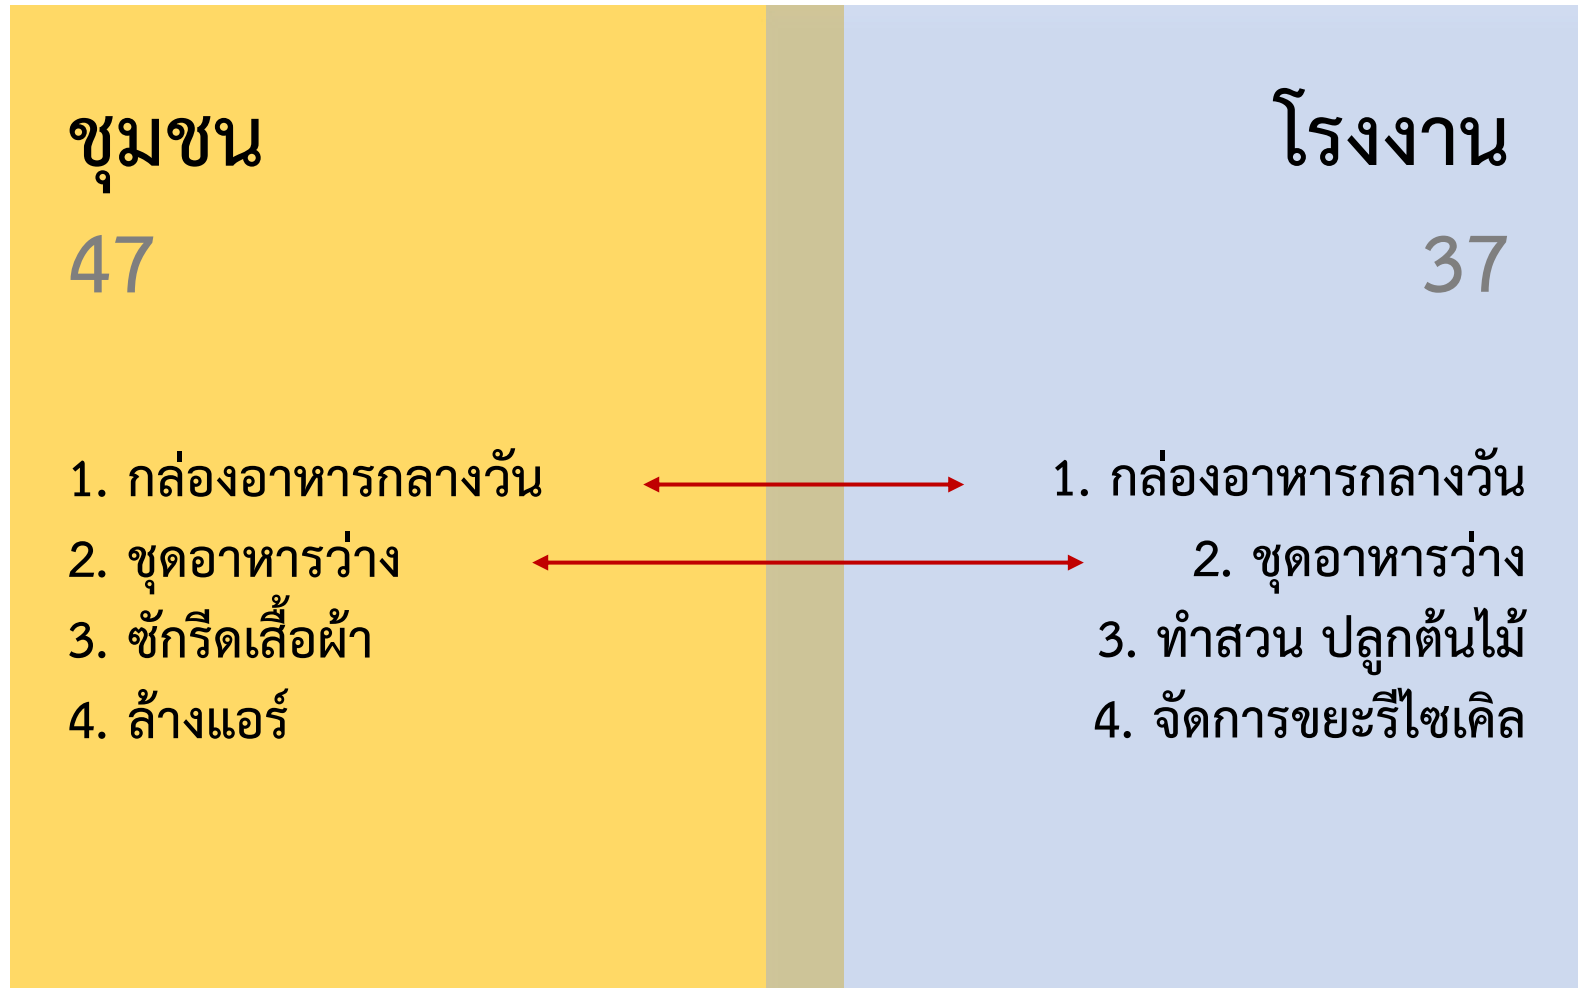 ชุมชน
47
1. กล่องอาหารกลางวัน
2. ชุดอาหารว่าง
3. ซักรีดเสื้อผ้า
4. ล้างแอร์
โรงงาน
37
1. กล่องอาหารกลางวัน
2. ชุดอาหารว่าง
3. ทำสวน ปลูกต้นไม้
4. จัดการขยะรีไซเคิล